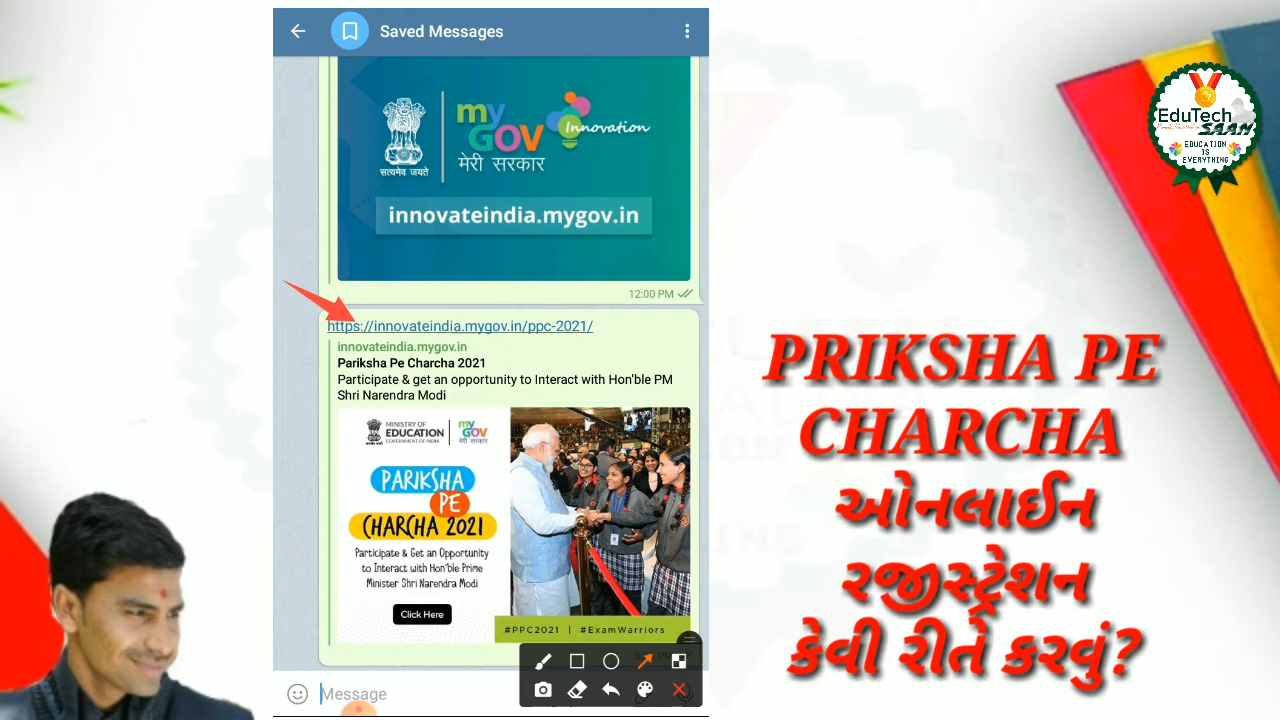 Saved Messages
my
GOV
Innovation
मेरी सरकार
सत्यमेव जयते
innovateindia.mygov.in
12:00 PM
https://innovateindia.mygov.in/ppc-2021/
innovateindia.mygov.in
Pariksha Pe Charcha 2021
Participate & get an opportunity to Interact with Hon'ble PM
Shri Narendra Modi
MINISTRY OF
EDUCATION
GOVERNMENT OF INDIA
my
GOV
मेरी सरकार
PARIKSHA
PE
CHARCHA 2021
Participate & Get an Opportunity
to Interact with Hon'ble Prime
Minister Shri Narendra Modi
Click Here
#PPC2021 | #ExamWarriors
Message
EduTech
SAAN
EDUCATION
IS
EVERYTHING
PRIKSHA PE
CHARCHA
ઓનલાઈન
રજીસ્ટ્રેશન
કેવી રીતે કરવું?